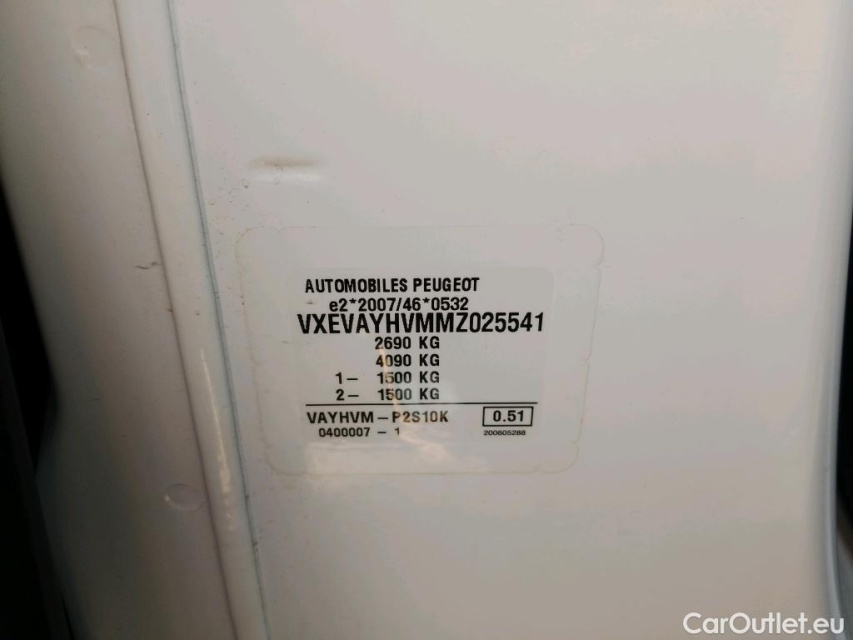 AUTOMOBILES PEUGEOT
e2*2007/46*0532
VXEVAYHVMMZ025541
2690 KG
4090 KG
1- 1500 KG
2- 1500 KG
VAYHVM-P2S10K 0.51
0400007 - 1 200605288
CarOutlet.eu